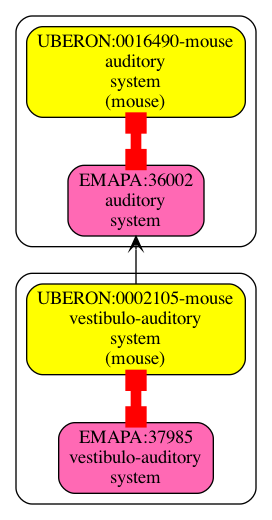 UBERON:0016490-mouse
auditory
system
(mouse)
EMAPA:36002
auditory
system
UBERON:0002105-mouse
vestibulo-auditory
system
(mouse)
EMAPA:37985
vestibulo-auditory
system